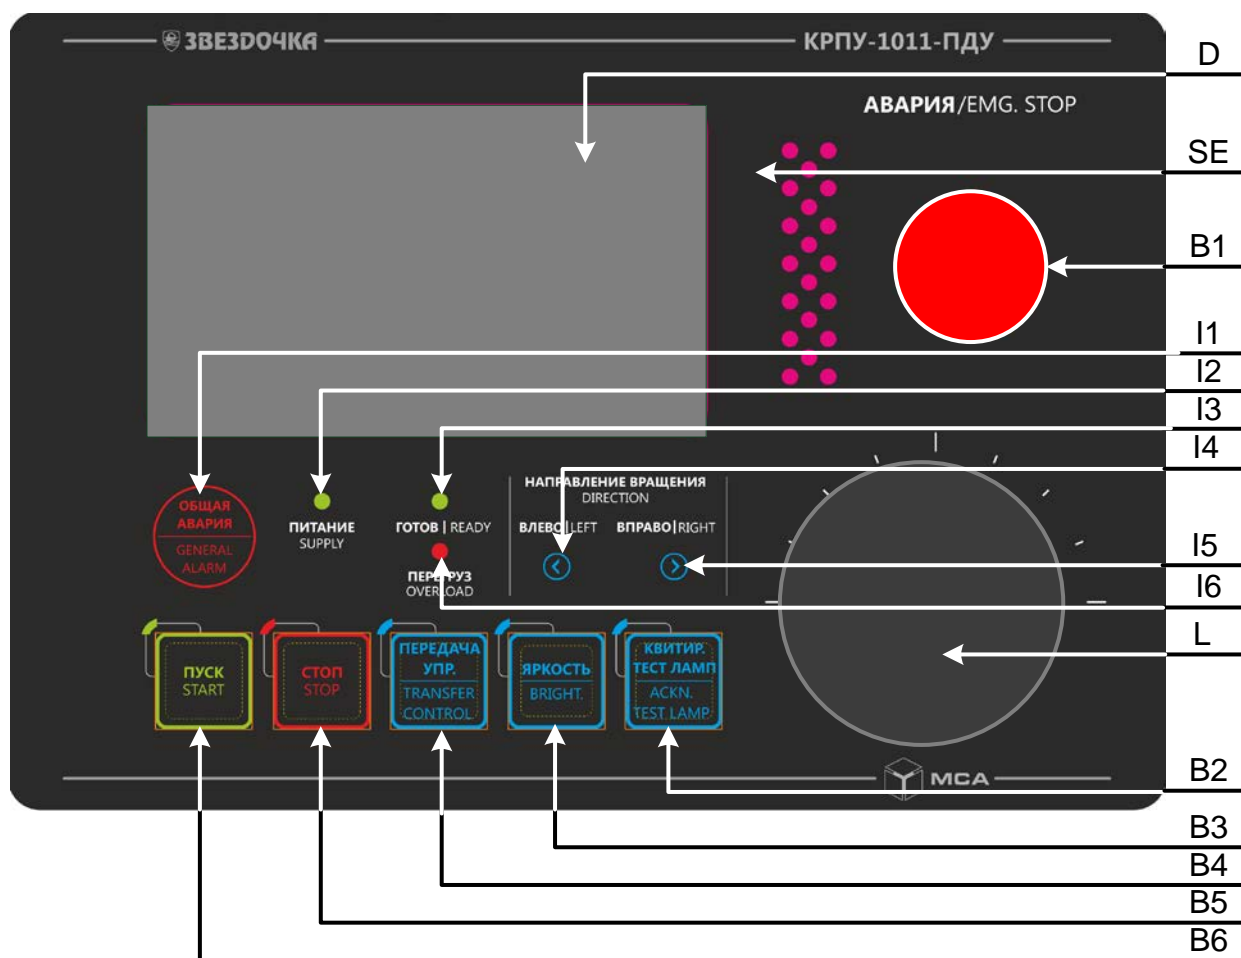 ЗВЕЗДОЧКА
КРПУ-1011-ПДУ
D
АВАРИЯ/EMG. STOP
SE
B1
I1
I2
I3
I4
НАПРАВЛЕНИЕ ВРАЩЕНИЯ
DIRECTION
ВЛЕВО|LEFT ВПРАВО|RIGHT
ОБЩАЯ
АВАРИЯ
GENERAL
ALARM
ПИТАНИЕ
SUPPLY
ГОТОВ | READY
ПЕРЕГРУЗ
OVERLOAD
I5
I6
L
ПУСК
START
СТОП
STOP
ПЕРЕДАЧА
УПР.
TRANSFER
CONTROL
ЯРКОСТЬ
BRIGHT.
КВИТИР.
ТЕСТ ЛАМП
ACKN.
TEST LAMP
МСА
B2
B3
B4
B5
B6